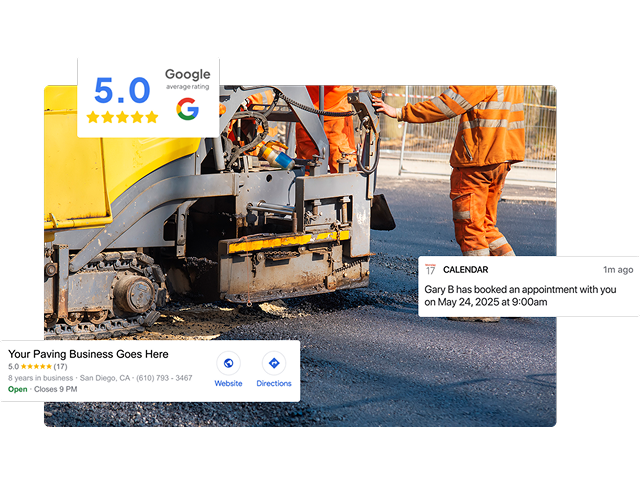 5.0
Google
average rating
17
CALENDAR
1m ago
Gary B has booked an appointment with you
on May 24, 2025 at 9:00am
Your Paving Business Goes Here
5.0 ★★★★★ (17)
8 years in business · San Diego, CA · (610) 793 - 3467
Open · Closes 9 PM
Website
Directions